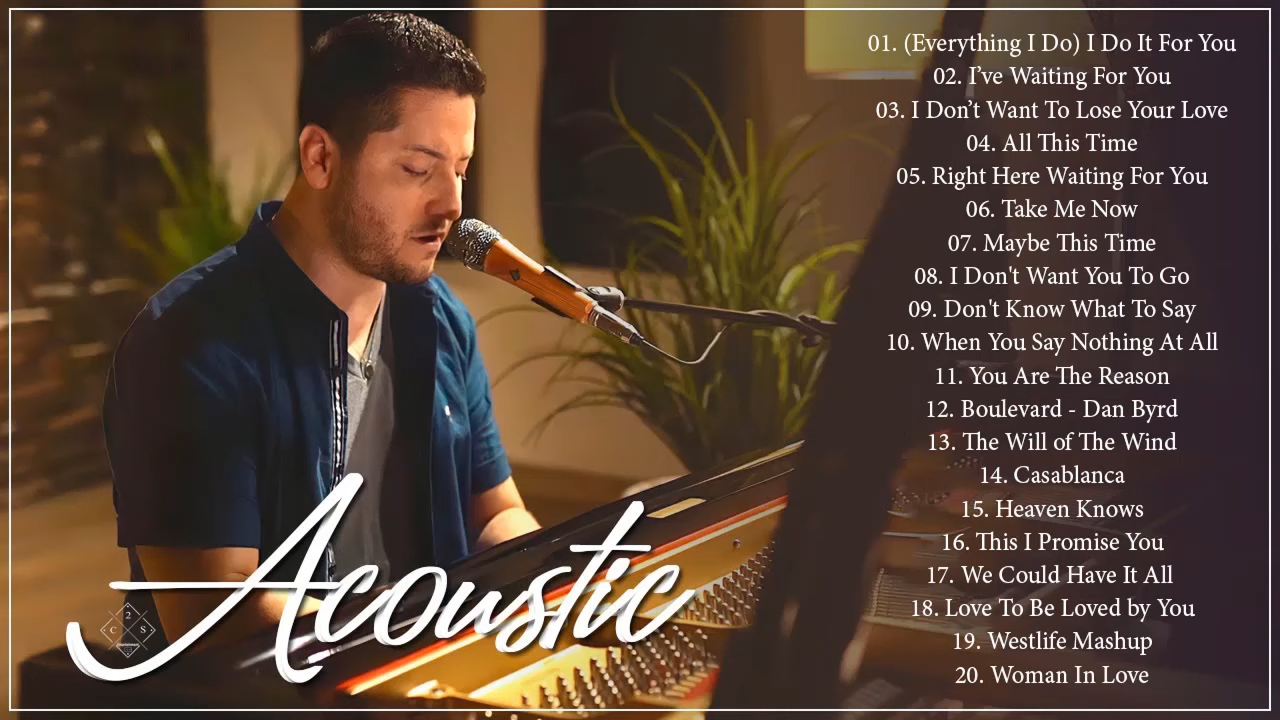 01. (Everything I Do) I Do It For You
02. I’ve Waiting For You
03. I Don’t Want To Lose Your Love
04. All This Time
05. Right Here Waiting For You
06. Take Me Now
07. Maybe This Time
08. I Don't Want You To Go
09. Don't Know What To Say
10. When You Say Nothing At All
11. You Are The Reason
12. Boulevard - Dan Byrd
13. The Will of The Wind
14. Casablanca
15. Heaven Knows
16. This I Promise You
17. We Could Have It All
18. Love To Be Loved by You
19. Westlife Mashup
20. Woman In Love
Acoustic
2
C S